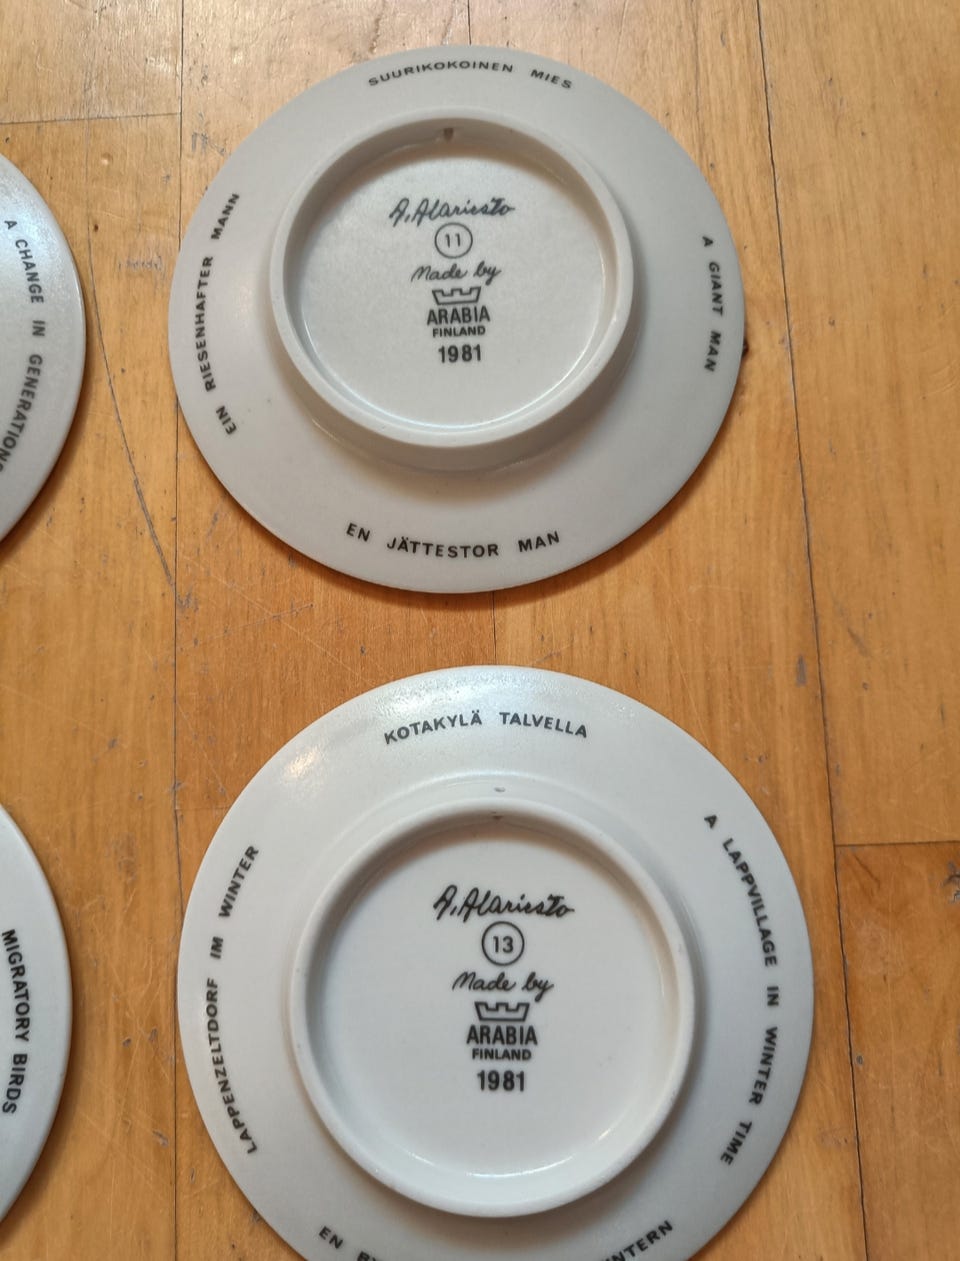 SUURIKOKOINEN MIES
EIN RIESENHAFTER MANN
A GIANT MAN
EN JÄTTESTOR MAN
A. Alariesto
11
Made by
ARABIA
FINLAND
1981
A CHANGE IN GENERATIONS
KOTAKYLÄ TALVELLA
LAPPENZELTDORF IM WINTER
A LAPPVILLAGE IN WINTER TIME
EN
A. Alariesto
13
Made by
ARABIA
FINLAND
1981
MIGRATORY BIRDS